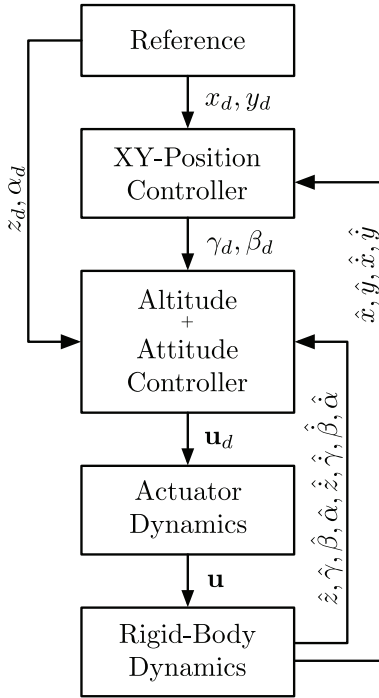 Reference
x_d, y_d
XY-Position
Controller
z_d, α_d
γ_d, β_d
x̂, ŷ, ẋ̂, ẏ̂
Altitude
+
Attitude
Controller
u_d
Actuator
Dynamics
ẑ, γ̂, β̂, α̂, ż̂, γ̇̂, β̇̂, α̇̂
u
Rigid-Body
Dynamics